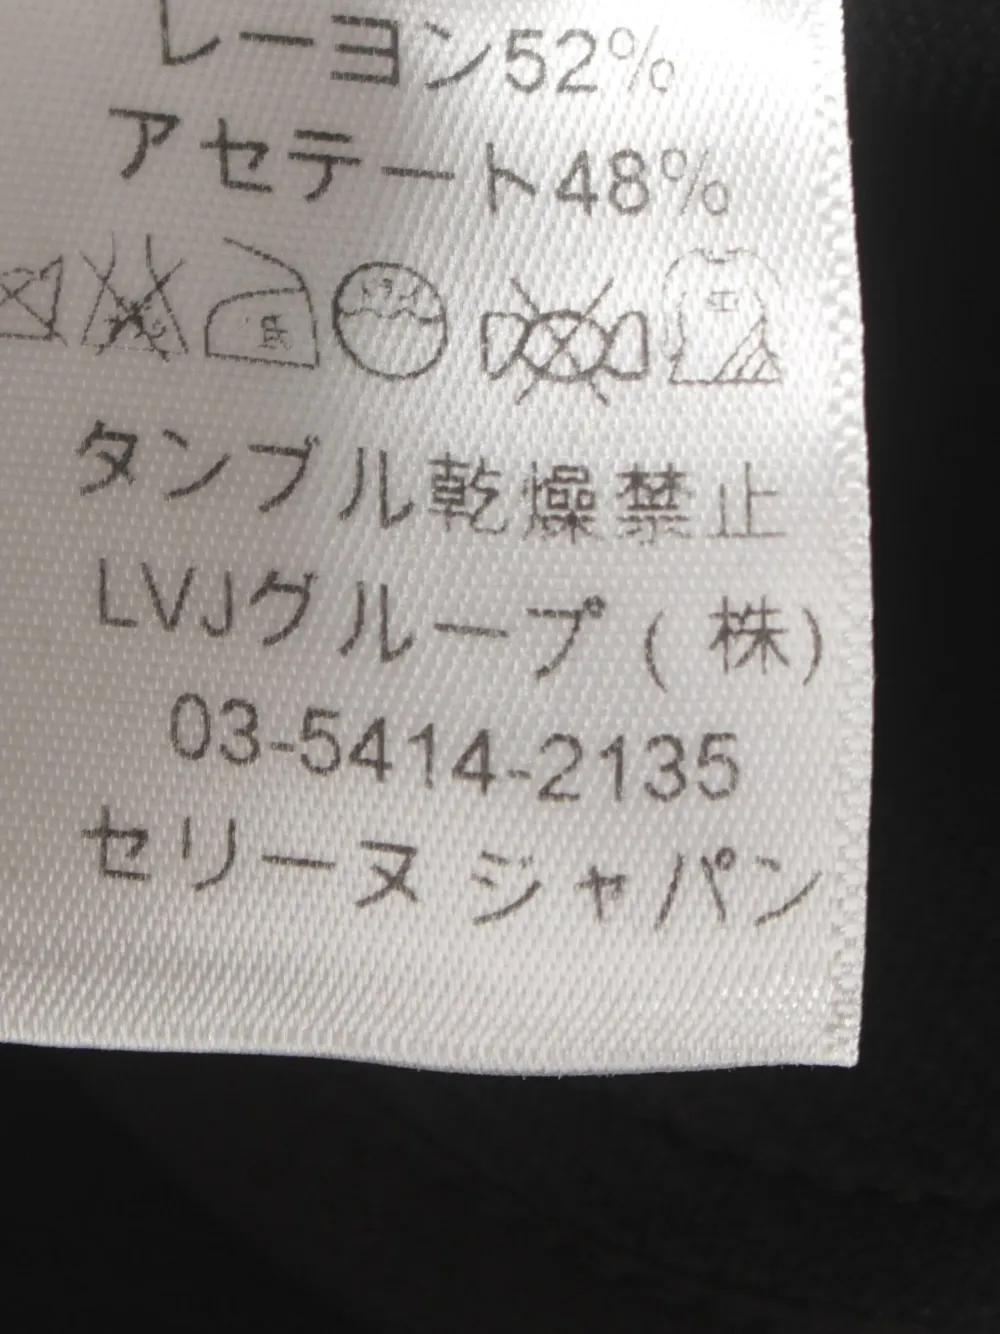 レーヨン52%
アセテート48%
タンブル乾燥禁止
LVJグループ(株)
03-5414-2135
セリーヌ ジャパン